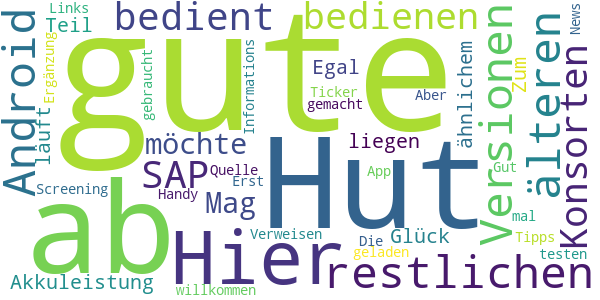 Links
Teil
bedient
bedienen
News
Android
Ergänzung
gute
gebraucht
Informations
Egal
Ticker
gemacht
Aber
ähnlichem
Versionen
Zum
älteren
Konsorten
läuft
möchte
liegen
Hut
Screening
SAP
Quelle
Erst
App
Gut
ab
Handy
Mag
mal
Hier
Verweisen
Die
Glück
Tipps
Akkuleistung
geladen
testen
willkommen
restlichen